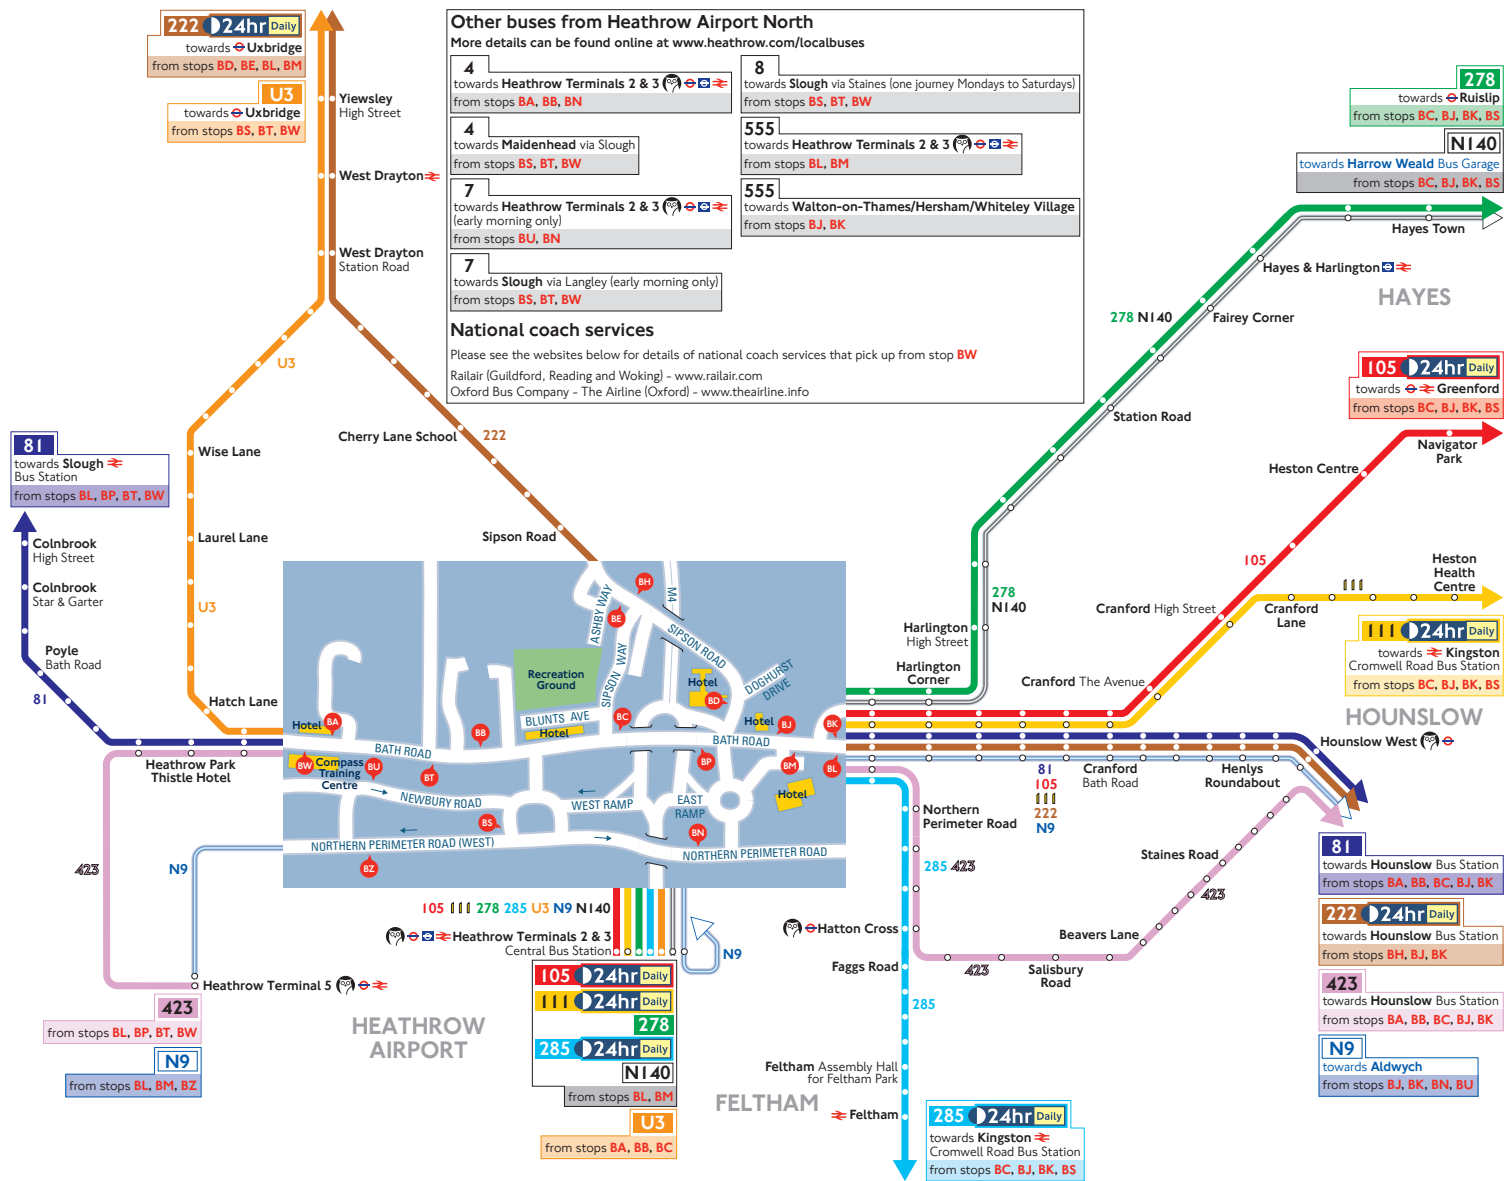 222 24hr Daily
towards Uxbridge
from stops BD, BE, BL, BM
U3
towards Uxbridge
from stops BS, BT, BW
Yiewsley
High Street
West Drayton
West Drayton
Station Road
Other buses from Heathrow Airport North
More details can be found online at www.heathrow.com/localbuses
4
towards Heathrow Terminals 2 & 3
from stops BA, BB, BN
4
towards Maidenhead via Slough
from stops BS, BT, BW
7
towards Heathrow Terminals 2 & 3
(early morning only)
from stops BU, BN
7
towards Slough via Langley (early morning only)
from stops BS, BT, BW
8
towards Slough via Staines (one journey Mondays to Saturdays)
from stops BS, BT, BW
555
towards Heathrow Terminals 2 & 3
from stops BL, BM
555
towards Walton-on-Thames/Hersham/Whiteley Village
from stops BJ, BK
National coach services
Please see the websites below for details of national coach services that pick up from stop BW
Railair (Guildford, Reading and Woking) - www.railair.com
Oxford Bus Company - The Airline (Oxford) - www.theairline.info
278
towards Ruislip
from stops BC, BJ, BK, BS
N140
towards Harrow Weald Bus Garage
from stops BC, BJ, BK, BS
Hayes Town
Hayes & Harlington
HAYES
278 N140
Fairey Corner
Station Road
105 24hr Daily
towards Greenford
from stops BC, BJ, BK, BS
Navigator
Park
Heston Centre
105
U3
Wise Lane
Cherry Lane School
222
Sipson Road
Laurel Lane
U3
Hatch Lane
81
towards Slough
Bus Station
from stops BL, BP, BT, BW
Colnbrook
High Street
Colnbrook
Star & Garter
Poyle
Bath Road
81
Heathrow Park
Thistle Hotel
278
N140
Harlington
High Street
Harlington
Corner
Cranford High Street
Cranford The Avenue
111
Cranford
Lane
Heston
Health
Centre
111 24hr Daily
towards Kingston
Cromwell Road Bus Station
from stops BC, BJ, BK, BS
HOUNSLOW
Hounslow West
BH
BE
ASHBY WAY
M4
SIPSON ROAD
SIPSON WAY
Recreation
Ground
Hotel
BD
DOGHURST
DRIVE
BLUNTS AVE
Hotel
BC
Hotel
BJ
BK
Hotel
BA
BB
BATH ROAD
BATH ROAD
BW
Compass
Training
Centre
BU
BT
BP
BM
BL
Hotel
NEWBURY ROAD
WEST RAMP
EAST
RAMP
BS
BN
NORTHERN PERIMETER ROAD (WEST)
NORTHERN PERIMETER ROAD
BZ
81
105
111
222
N9
Cranford
Bath Road
Henlys
Roundabout
Northern
Perimeter Road
285 423
Staines Road
423
Beavers Lane
Hatton Cross
423
Salisbury
Road
Faggs Road
285
Feltham Assembly Hall
for Feltham Park
Feltham
FELTHAM
285 24hr Daily
towards Kingston
Cromwell Road Bus Station
from stops BC, BJ, BK, BS
81
towards Hounslow Bus Station
from stops BA, BB, BC, BJ, BK
222 24hr Daily
towards Hounslow Bus Station
from stops BH, BJ, BK
423
towards Hounslow Bus Station
from stops BA, BB, BC, BJ, BK
N9
towards Aldwych
from stops BJ, BK, BN, BU
423
N9
Heathrow Terminal 5
423
from stops BL, BP, BT, BW
N9
from stops BL, BM, BZ
HEATHROW
AIRPORT
105 111 278 285 U3 N9 N140
Heathrow Terminals 2 & 3
Central Bus Station
N9
105 24hr Daily
111 24hr Daily
278
285 24hr Daily
N140
from stops BL, BM
U3
from stops BA, BB, BC